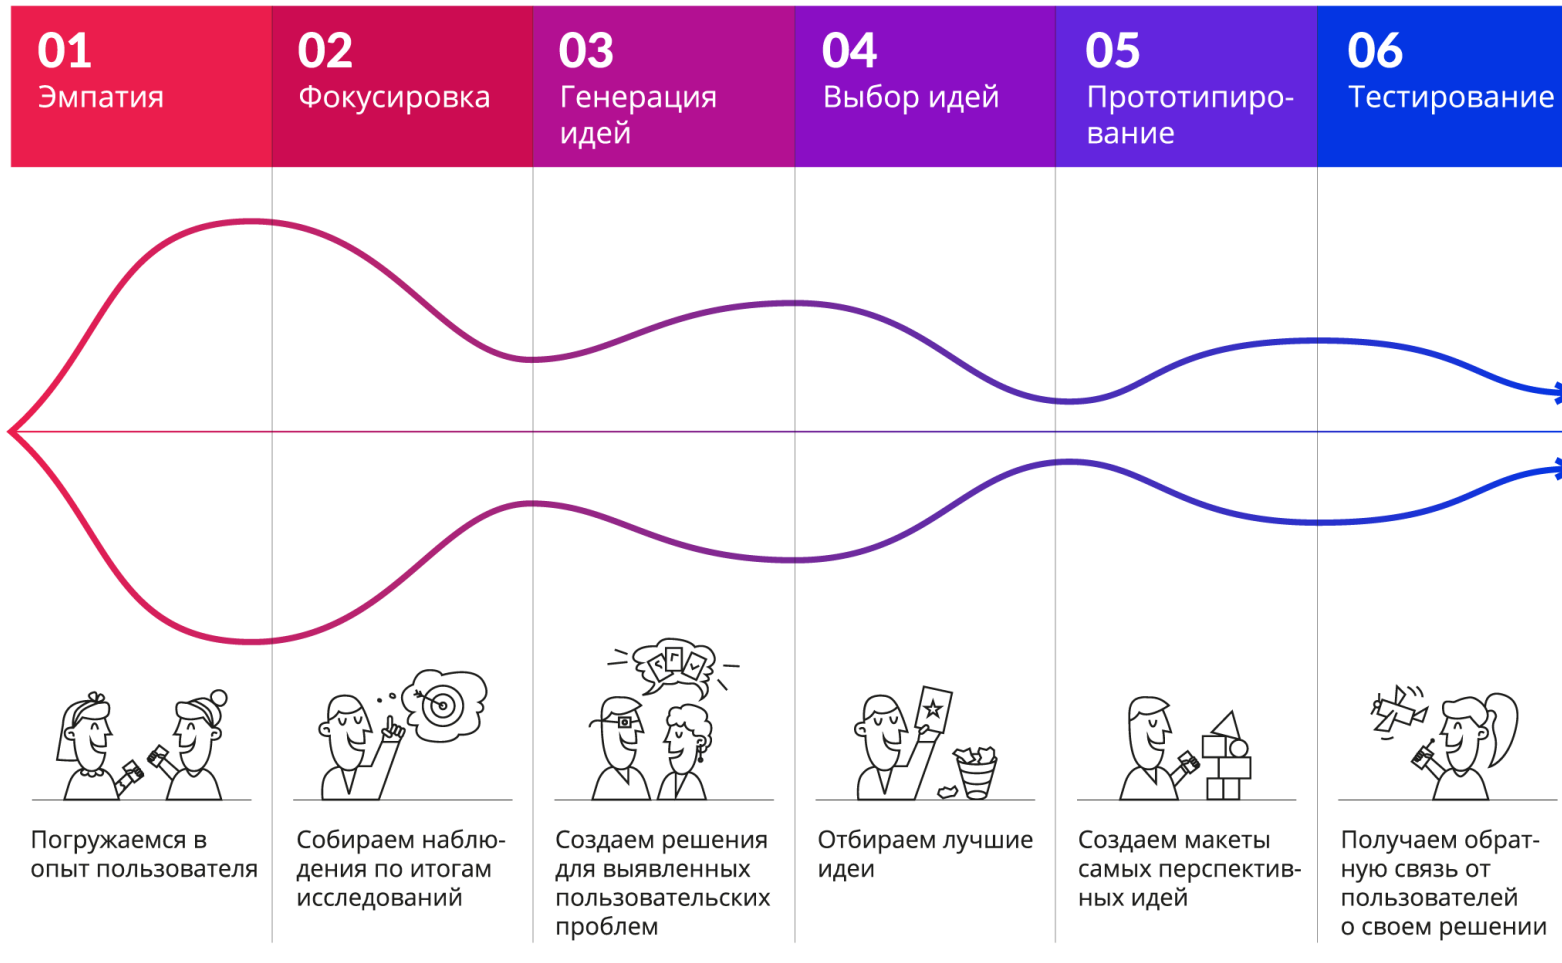 01
Эмпатия
02
Фокусировка
03
Генерация
идей
04
Выбор идей
05
Прототипиро-
вание
06
Тестирование
Погружаемся в
опыт пользователя
Собираем наблю-
дения по итогам
исследований
Создаем решения
для выявленных
пользовательских
проблем
Отбираем лучшие
идеи
Создаем макеты
самых перспектив-
ных идей
Получаем обрат-
ную связь от
пользователей
о своем решении